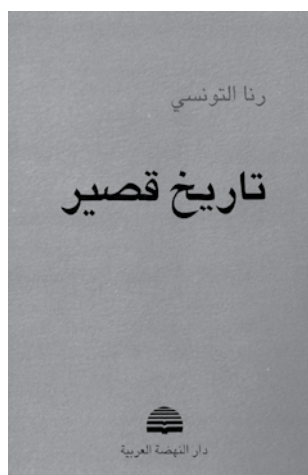 رنا التونسي
تاريخ قصير
دار النهضة العربية